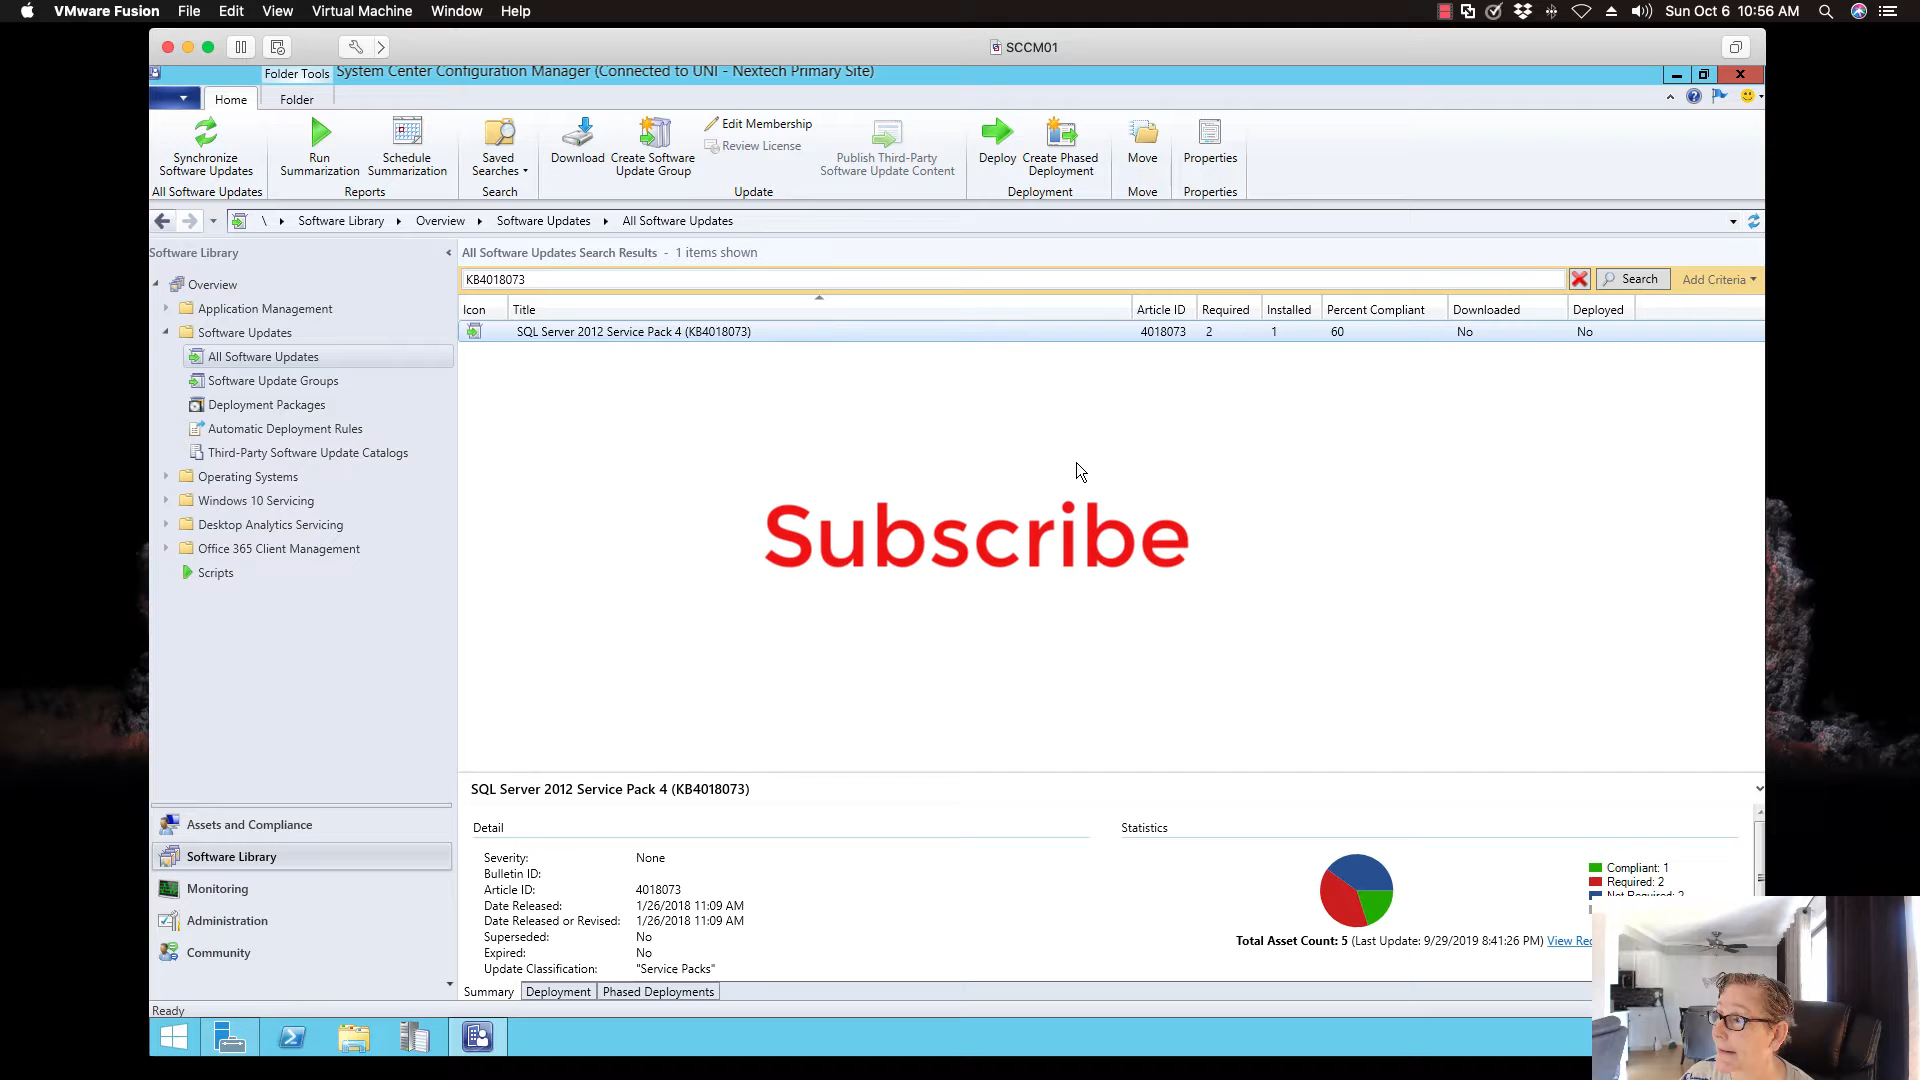 VMware Fusion File Edit View Virtual Machine Window Help Sun Oct 6 10:56 AM
SCCM01
Folder Tools System Center Configuration Manager (Connected to UNI - Nextech Primary Site)
Home Folder
Synchronize Software Updates
Run Summarization
Schedule Summarization
Saved Searches
Download
Create Software Update Group
Edit Membership
Review License
Publish Third-Party Software Update Content
Deploy
Create Phased Deployment
Move
Properties
All Software Updates Reports Search Update Deployment Move Properties
\ Software Library Overview Software Updates All Software Updates
Software Library
All Software Updates Search Results - 1 items shown
KB4018073 Search Add Criteria
Icon Title Article ID Required Installed Percent Compliant Downloaded Deployed
SQL Server 2012 Service Pack 4 (KB4018073) 4018073 2 1 60 No No
Overview
Application Management
Software Updates
All Software Updates
Software Update Groups
Deployment Packages
Automatic Deployment Rules
Third-Party Software Update Catalogs
Operating Systems
Windows 10 Servicing
Desktop Analytics Servicing
Office 365 Client Management
Scripts
Subscribe
Assets and Compliance
Software Library
Monitoring
Administration
Community
SQL Server 2012 Service Pack 4 (KB4018073)
Detail
Severity: None
Bulletin ID:
Article ID: 4018073
Date Released: 1/26/2018 11:09 AM
Date Released or Revised: 1/26/2018 11:09 AM
Superseded: No
Expired: No
Update Classification: "Service Packs"
Statistics
Compliant: 1
Required: 2
Total Asset Count: 5 (Last Update: 9/29/2019 8:41:26 PM) View
Summary Deployment Phased Deployments
Ready